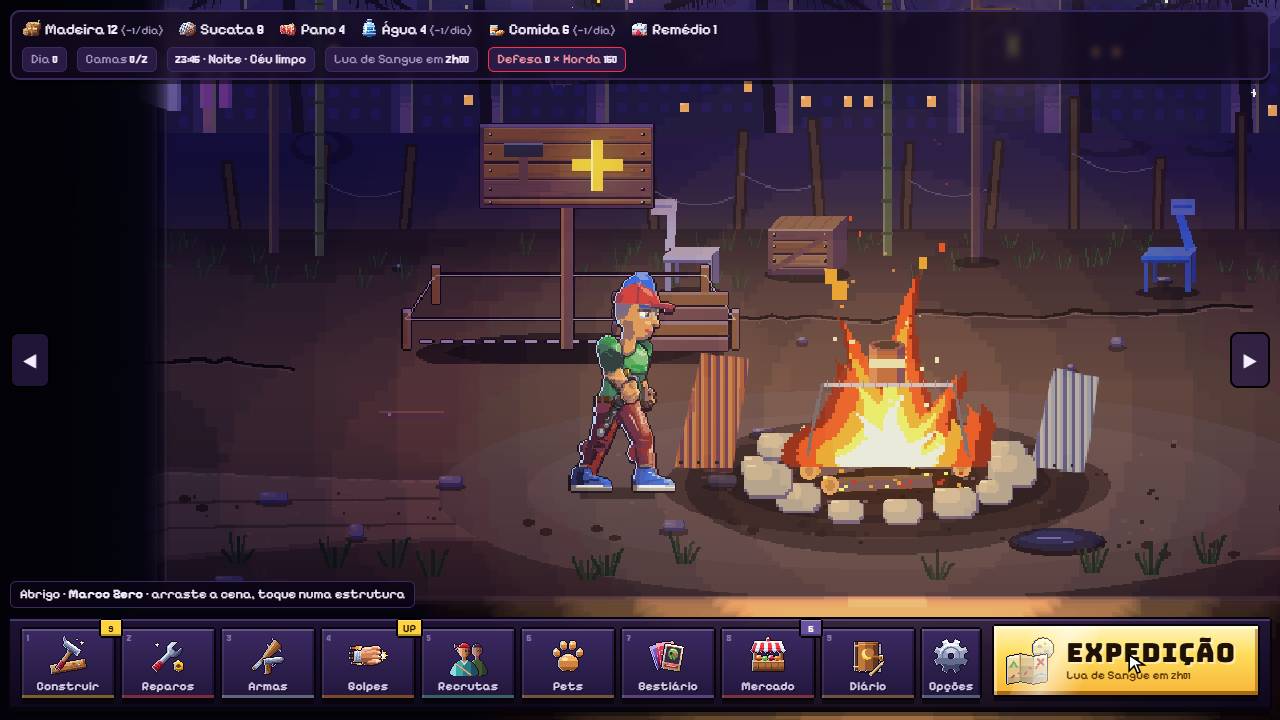 Madeira 12 (-1/dia) Sucata 8 Pano 4 Água 4 (-1/dia) Comida 6 (-1/dia) Remédio 1
Dia 0 Camas 0/2 23:46 · Noite · Céu limpo Lua de Sangue em 2h00 Defesa 0 × Horda 160
Abrigo · Marco Zero · arraste a cena, toque numa estrutura
9 UP 6
1 2 3 4 5 6 7 8 9
Construir Reparos Armas Golpes Recrutas Pets Bestiário Mercado Diário Opções
EXPEDIÇÃO
Lua de Sangue em 2h01